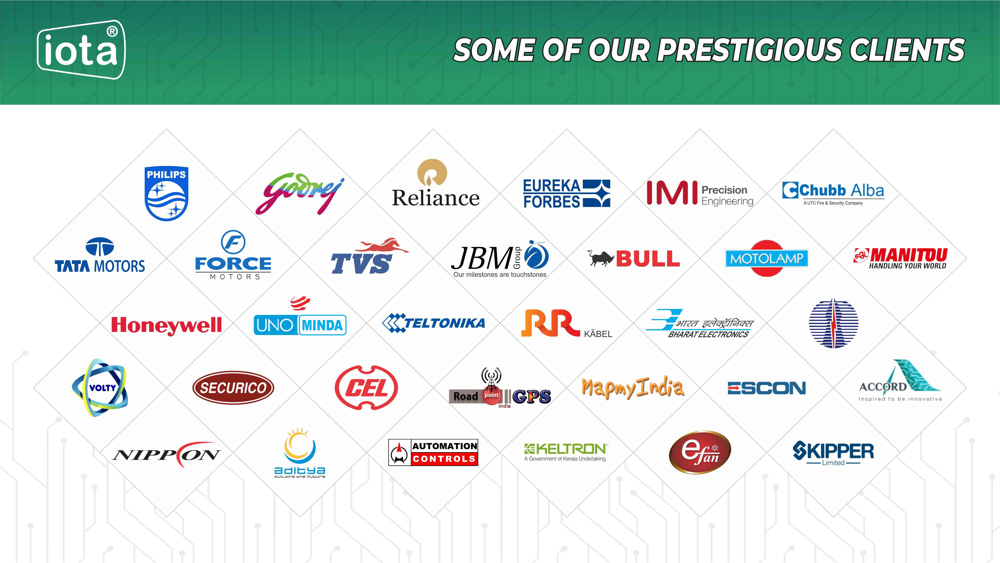 iota®
SOME OF OUR PRESTIGIOUS CLIENTS
PHILIPS
Godrej
Reliance
EUREKA
FORBES
IMI Precision
Engineering
C Chubb Alba
A UTC Fire & Security Company
TATA MOTORS
F
FORCE
MOTORS
TVS
JBM Group
Our milestones are touchstones
BULL
MOTOLAMP
MANITOU
HANDLING YOUR WORLD
Honeywell
UNO MINDA
TELTONIKA
RR KĀBEL
भारत इलेक्ट्रॉनिक्स
BHARAT ELECTRONICS
VOLTY
SECURICO
CEL
Road point GPS
india
MapmyIndia
ESCON
ACCORD
Inspired to be innovative
NIPPON
aditya
building the future
AUTOMATION
CONTROLS
KELTRON®
A Government of Kerala Undertaking
efan
SKIPPER
Limited